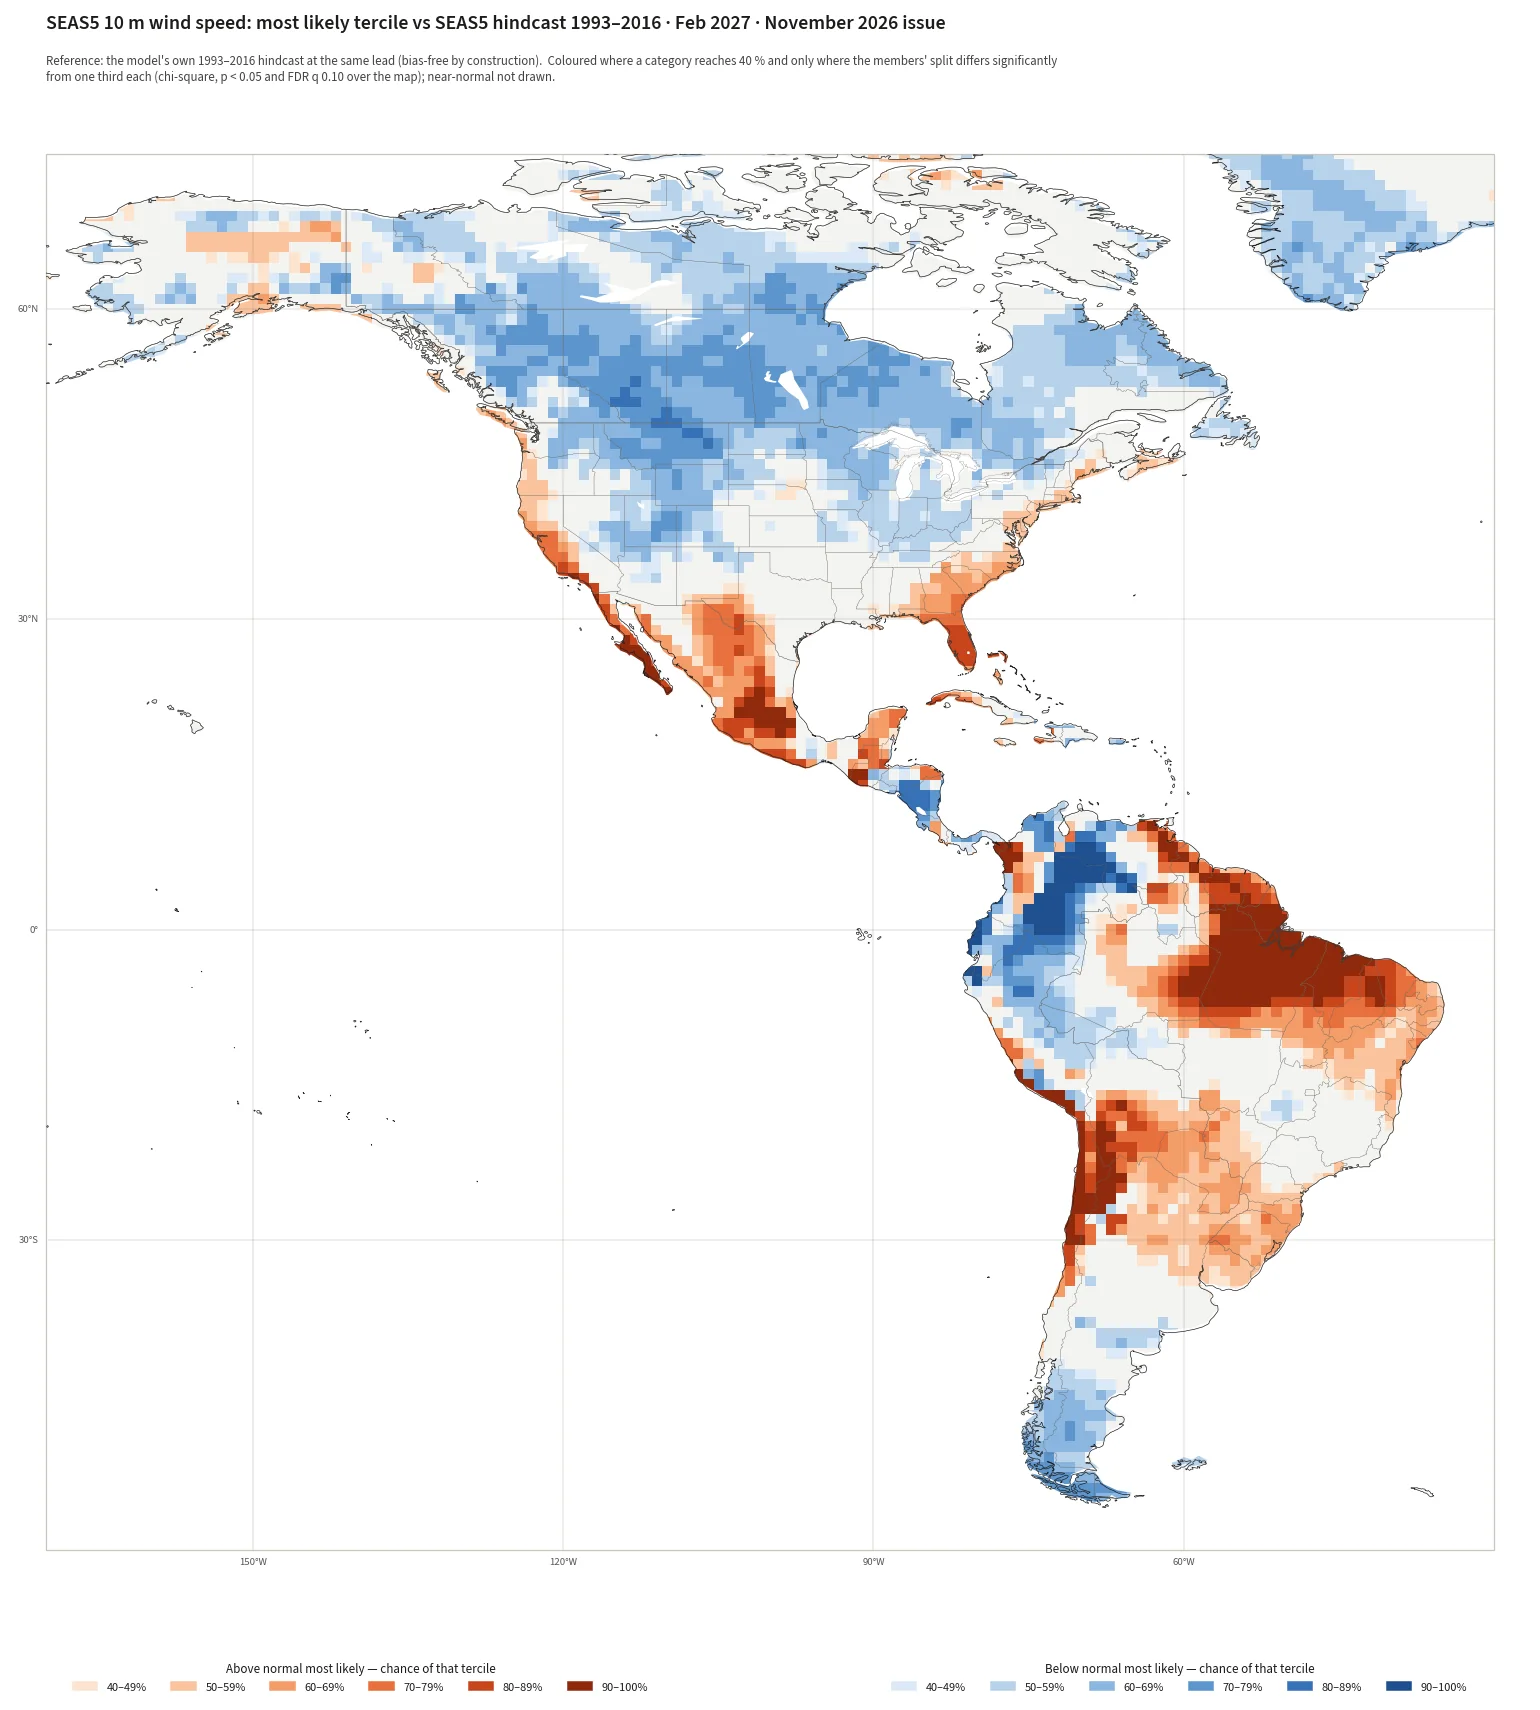 SEAS5 10 m wind speed: most likely tercile vs SEAS5 hindcast 1993–2016 · Feb 2027 · November 2026 issue
Reference: the model's own 1993–2016 hindcast at the same lead (bias-free by construction).  Coloured where a category reaches 40 % and only where the members' split differs significantly
from one third each (chi-square, p < 0.05 and FDR q 0.10 over the map); near-normal not drawn.
60°N
30°N
0°
30°S
150°W 120°W 90°W 60°W
Above normal most likely — chance of that tercile
40–49% 50–59% 60–69% 70–79% 80–89% 90–100%
Below normal most likely — chance of that tercile
40–49% 50–59% 60–69% 70–79% 80–89% 90–100%